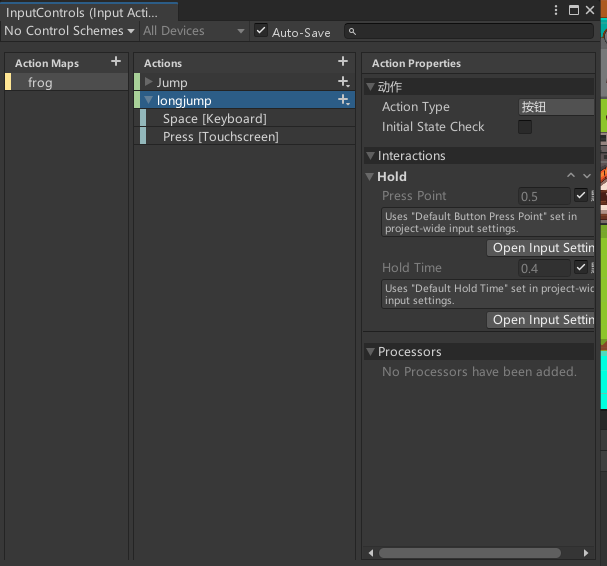 InputControls (Input Acti...
No Control Schemes
All Devices
Auto-Save
Action Maps
+
frog
Actions
+
Jump
longjump
Space [Keyboard]
Press [Touchscreen]
Action Properties
动作
Action Type
按钮
Initial State Check
Interactions
Hold
Press Point
0.5
Uses "Default Button Press Point" set in
project-wide input settings.
Open Input Settin
Hold Time
0.4
Uses "Default Hold Time" set in project-wid
input settings.
Open Input Settin
Processors
No Processors have been added.